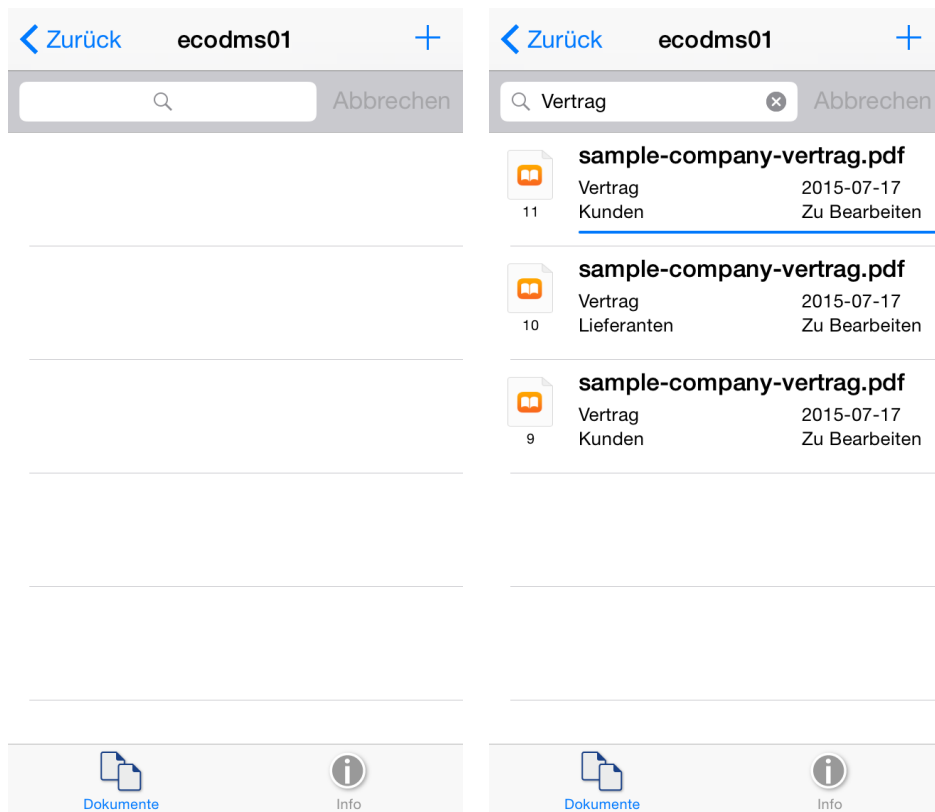 Zurück ecodms01
Abbrechen
Dokumente Info
Zurück ecodms01
Vertrag Abbrechen
sample-company-vertrag.pdf
Vertrag 2015-07-17
11 Kunden Zu Bearbeiten
sample-company-vertrag.pdf
Vertrag 2015-07-17
10 Lieferanten Zu Bearbeiten
sample-company-vertrag.pdf
Vertrag 2015-07-17
9 Kunden Zu Bearbeiten
Dokumente Info